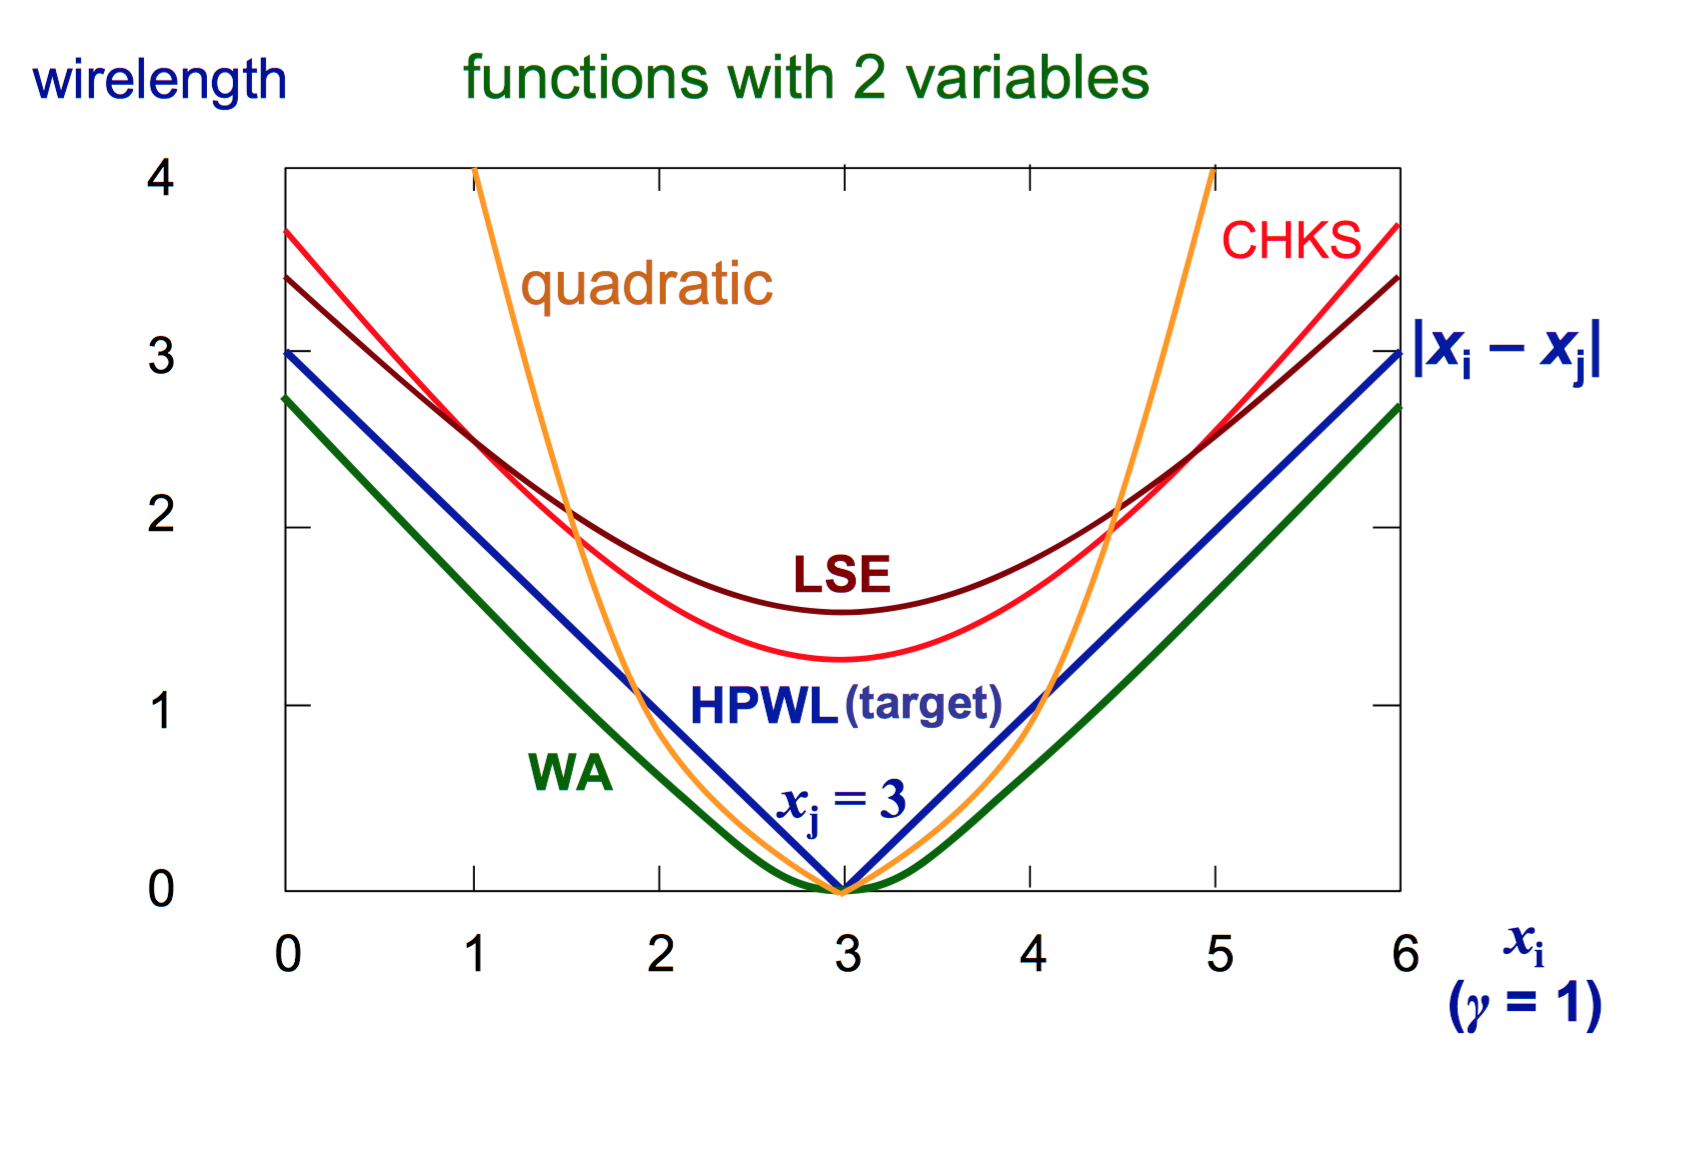 wirelength functions with 2 variables
4
CHKS
quadratic
3
|xi − xj|
2
LSE
1
HPWL (target)
WA
xj = 3
0
0 1 2 3 4 5 6 xi
(γ = 1)